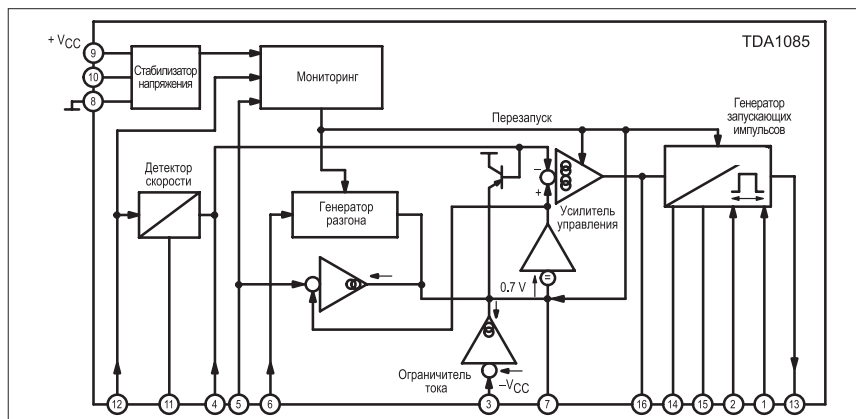 TDA1085
+ VCC
9
10
8
Стабилизатор
напряжения
Мониторинг
Перезапуск
Генератор
запускающих
импульсов
Детектор
скорости
Генератор
разгона
–
+
Усилитель
управления
0.7 V
=
Ограничитель
тока
–VCC
12
11
4
5
6
3
7
16
14
15
2
1
13